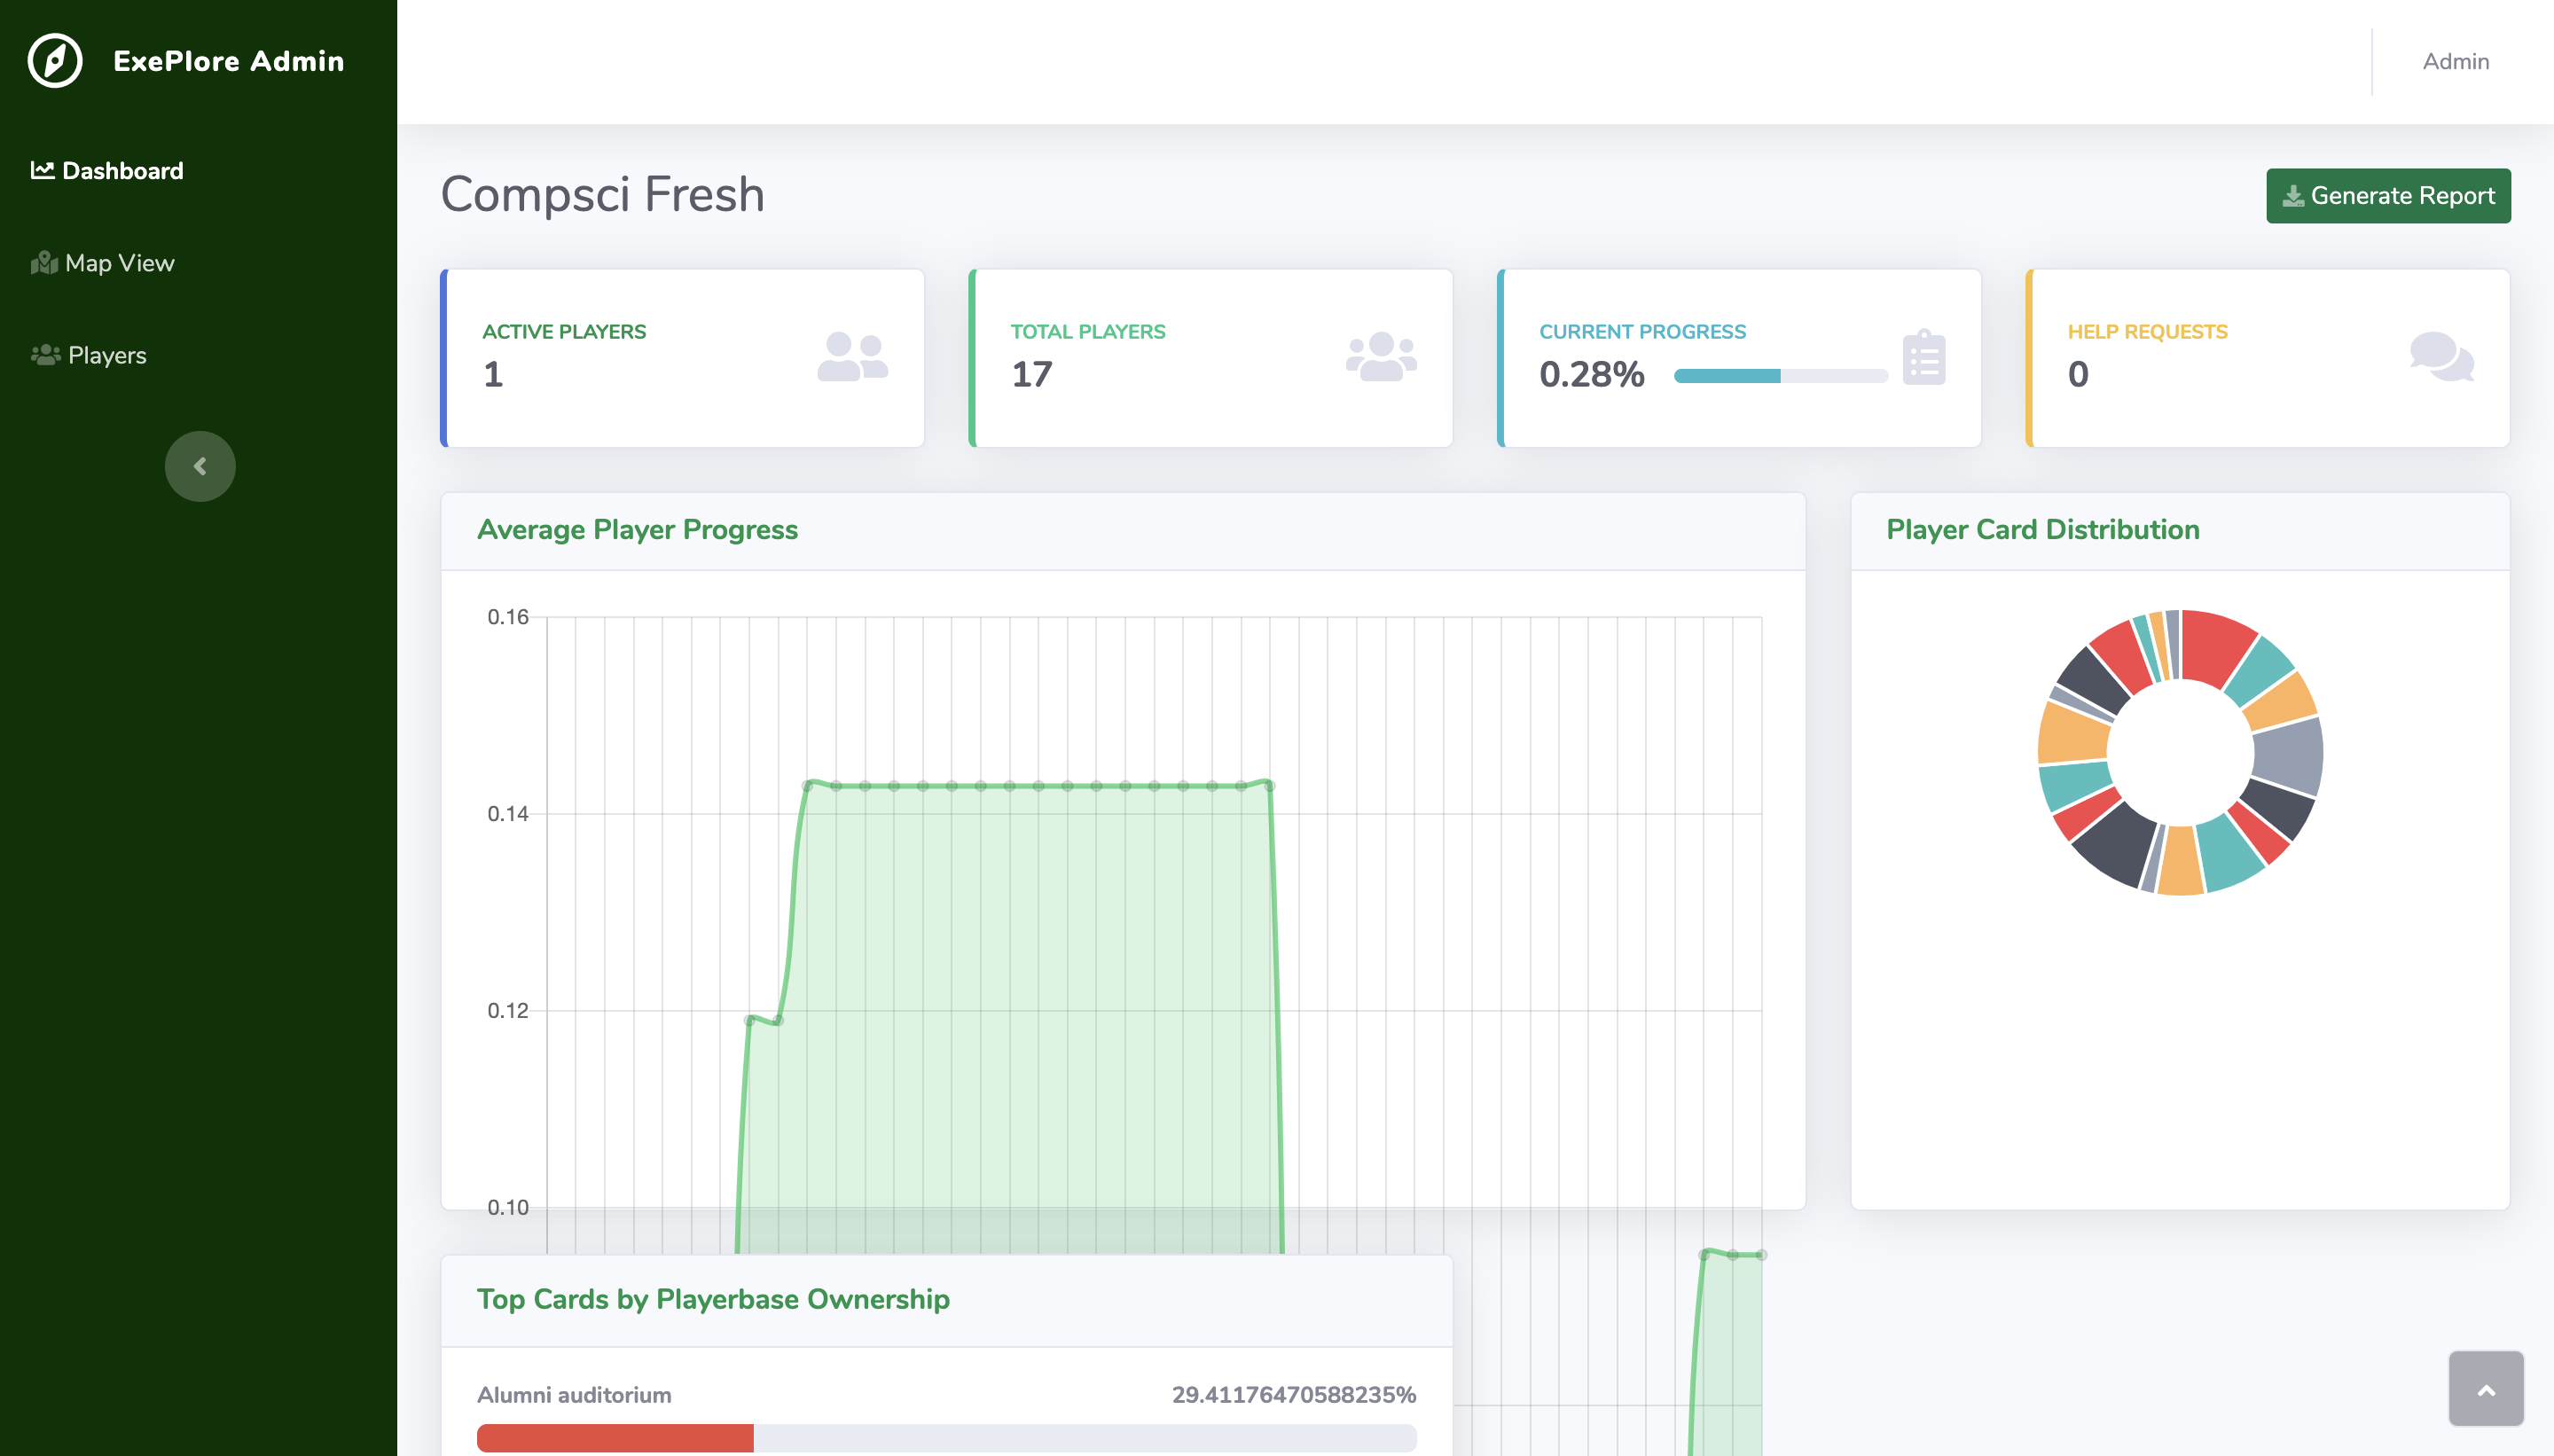 ExePlore Admin
Admin
Dashboard
Map View
Players
Compsci Fresh
Generate Report
ACTIVE PLAYERS
1
TOTAL PLAYERS
17
CURRENT PROGRESS
0.28%
HELP REQUESTS
0
Average Player Progress
0.16
0.14
0.12
0.10
Player Card Distribution
Top Cards by Playerbase Ownership
Alumni auditorium 29.41176470588235%